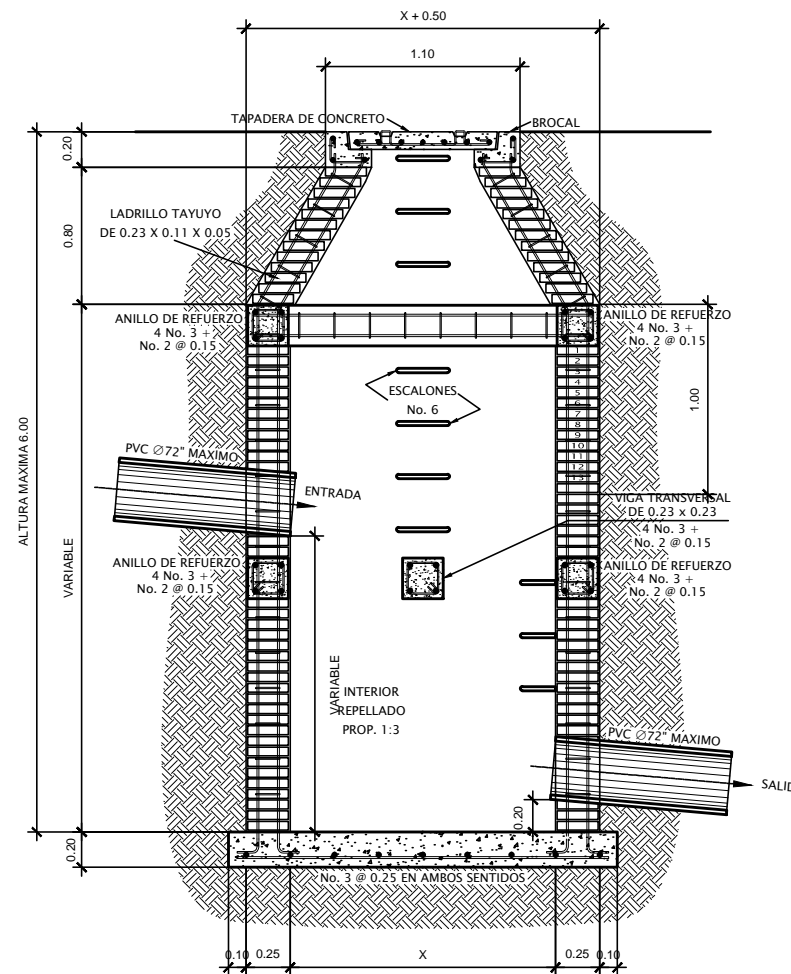 X + 0.50
1.10
TAPADERA DE CONCRETO
BROCAL
0.20
0.80
LADRILLO TAYUYO
DE 0.23 X 0.11 X 0.05
ANILLO DE REFUERZO
4 No. 3 +
No. 2 @ 0.15
ANILLO DE REFUERZO
4 No. 3 +
No. 2 @ 0.15
1
2
3
4
5
6
7
8
9
10
11
12
13
1.00
ESCALONES
No. 6
PVC Ø72" MAXIMO
ENTRADA
ALTURA MAXIMA 6.00
VARIABLE
VIGA TRANSVERSAL
DE 0.23 x 0.23
4 No. 3 +
No. 2 @ 0.15
ANILLO DE REFUERZO
4 No. 3 +
No. 2 @ 0.15
ANILLO DE REFUERZO
4 No. 3 +
No. 2 @ 0.15
VARIABLE
INTERIOR
REPELLADO
PROP. 1:3
PVC Ø72" MAXIMO
SALID
0.20
0.20
No. 3 @ 0.25 EN AMBOS SENTIDOS
0.10
0.25
X
0.25
0.10